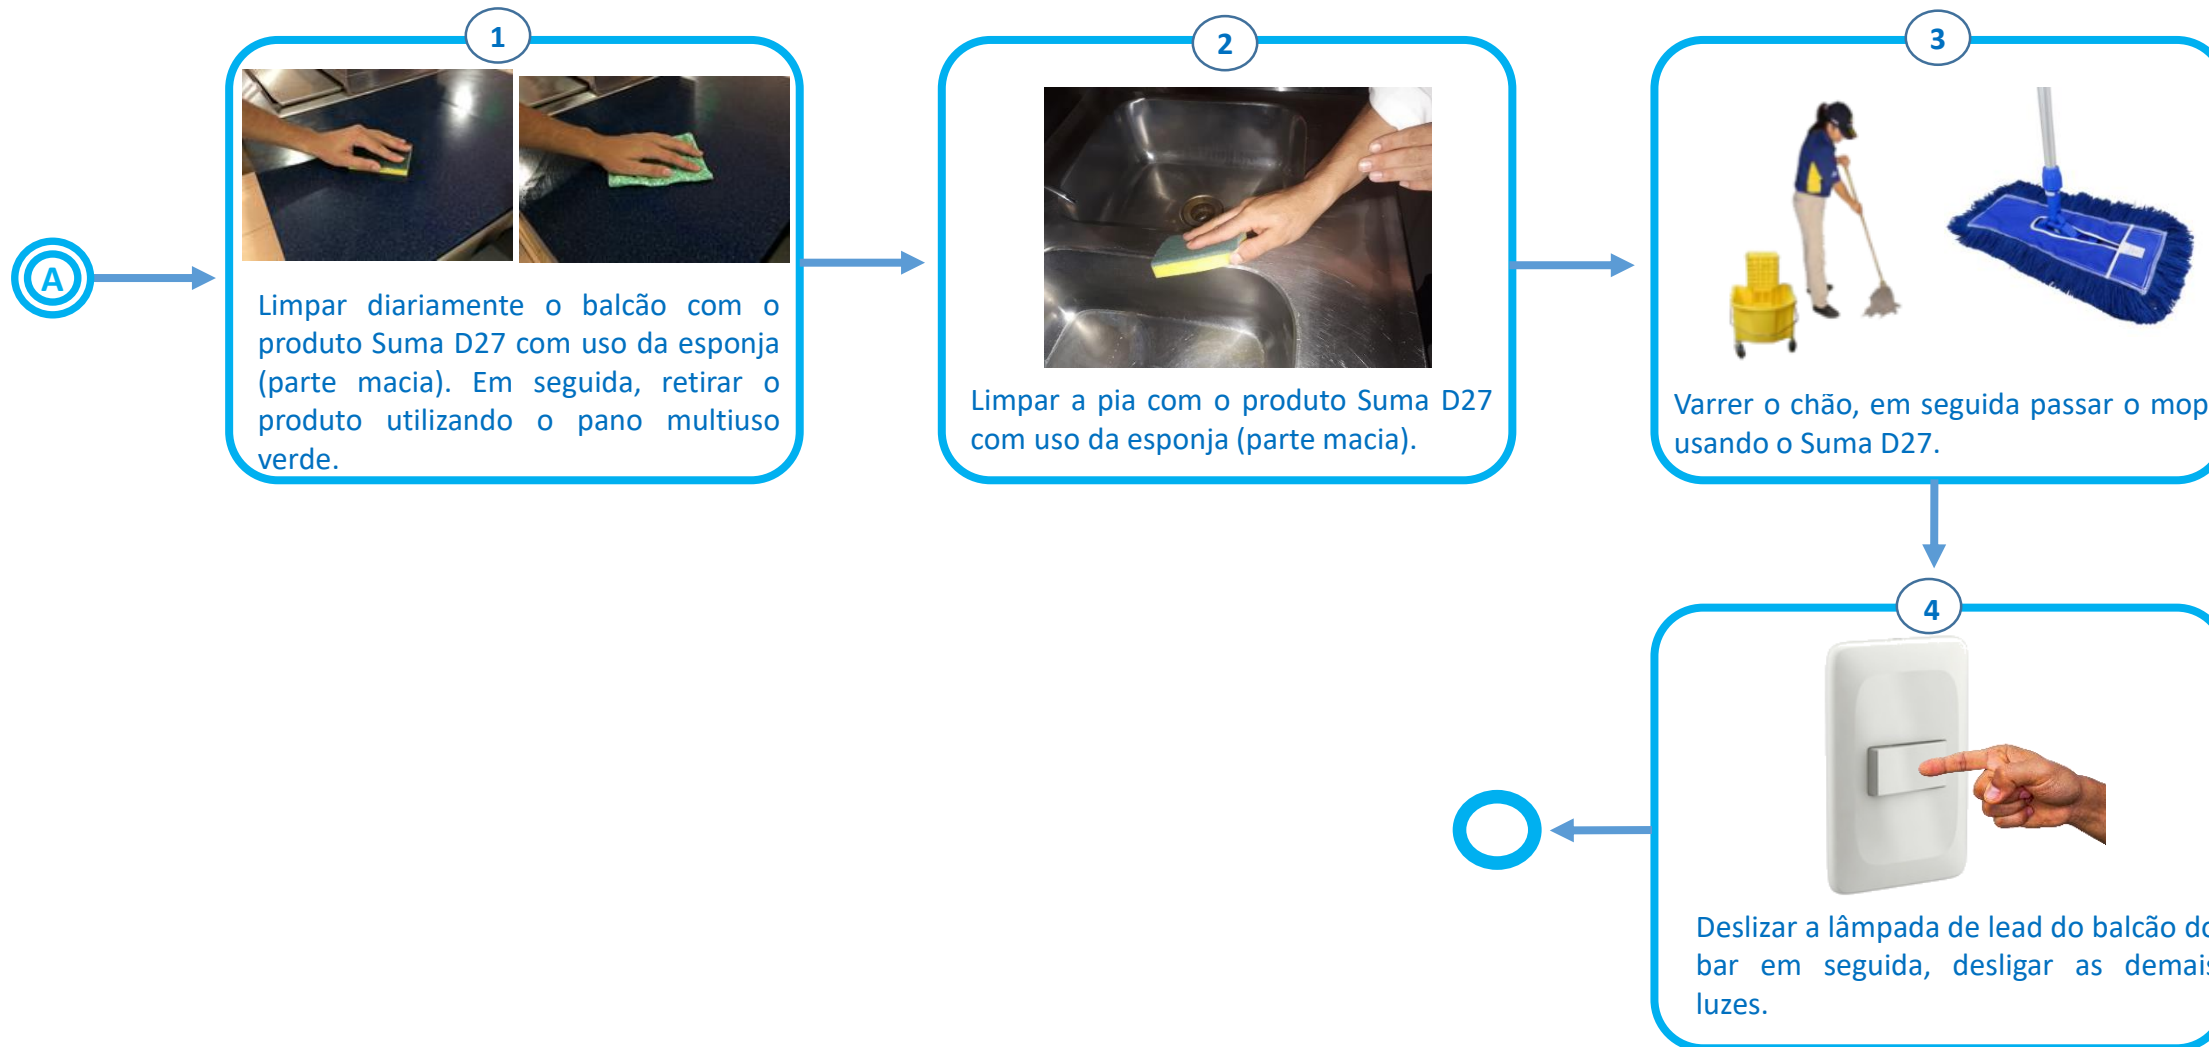 A
1
Limpar diariamente o balcão com o
produto Suma D27 com uso da esponja
(parte macia). Em seguida, retirar o
produto utilizando o pano multiuso
verde.
2
Limpar a pia com o produto Suma D27
com uso da esponja (parte macia).
3
Varrer o chão, em seguida passar o mop
usando o Suma D27.
4
Deslizar a lâmpada de lead do balcão do
bar em seguida, desligar as demais
luzes.